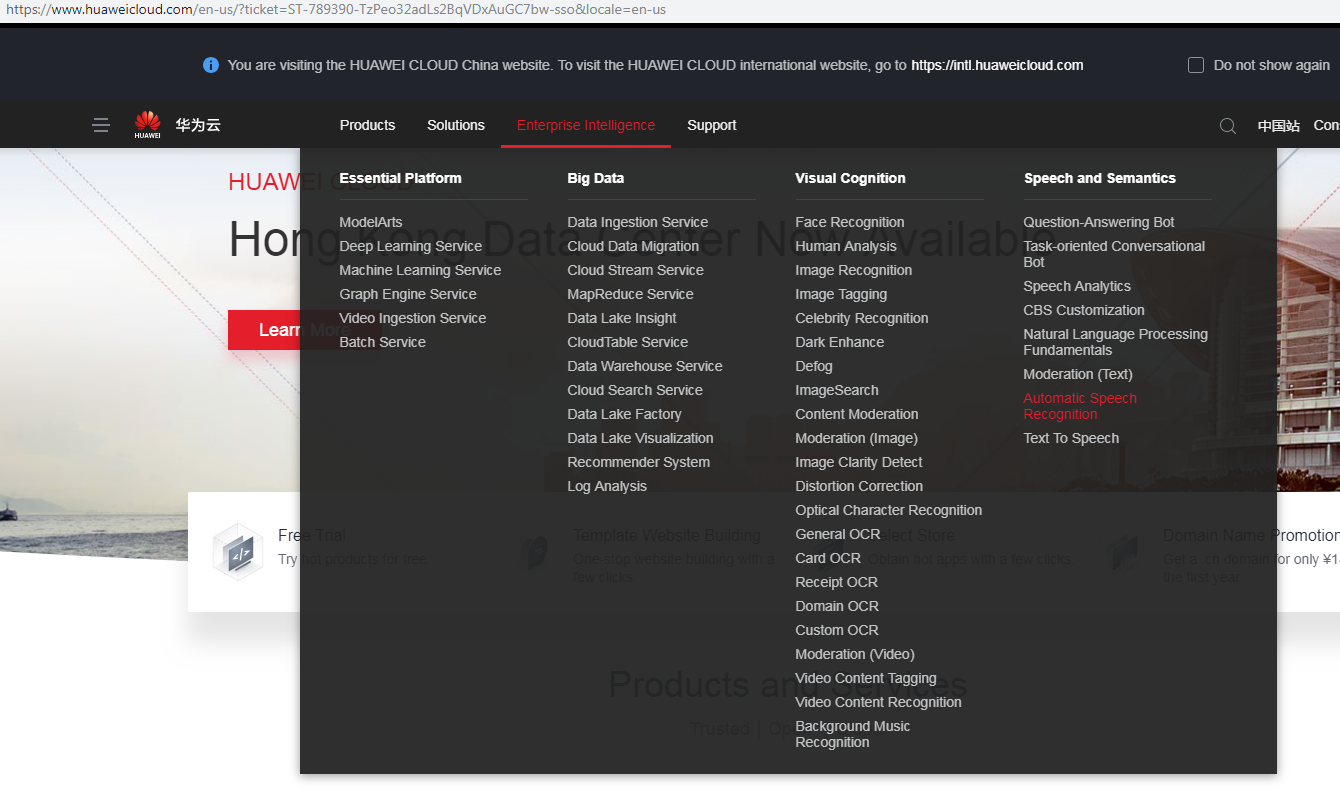 https://www.huaweicloud.com/en-us/?ticket=ST-789390-TzPeo32adLs2BqVDxAuGC7bw-sso&locale=en-us
You are visiting the HUAWEI CLOUD China website. To visit the HUAWEI CLOUD international website, go to https://intl.huaweicloud.com
Do not show again
HUAWEI
华为云
Products
Solutions
Enterprise Intelligence
Support
中国站
Con
HUAWEI CLOUD
Hong Kong Data Center Now Available
Learn More
Essential Platform
ModelArts
Deep Learning Service
Machine Learning Service
Graph Engine Service
Video Ingestion Service
Batch Service
Big Data
Data Ingestion Service
Cloud Data Migration
Cloud Stream Service
MapReduce Service
Data Lake Insight
CloudTable Service
Data Warehouse Service
Cloud Search Service
Data Lake Factory
Data Lake Visualization
Recommender System
Log Analysis
Visual Cognition
Face Recognition
Human Analysis
Image Recognition
Image Tagging
Celebrity Recognition
Dark Enhance
Defog
ImageSearch
Content Moderation
Moderation (Image)
Image Clarity Detect
Distortion Correction
Optical Character Recognition
General OCR
Card OCR
Receipt OCR
Domain OCR
Custom OCR
Moderation (Video)
Video Content Tagging
Video Content Recognition
Background Music
Recognition
Speech and Semantics
Question-Answering Bot
Task-oriented Conversational
Bot
Speech Analytics
CBS Customization
Natural Language Processing
Fundamentals
Moderation (Text)
Automatic Speech
Recognition
Text To Speech
Free Trial
Try hot products for free.
Template Website Building
One-stop website building with a
few clicks
Select Store
Obtain hot apps with a few clicks
Domain Name Promotion
Get a .cn domain for only
the first year
Products and Services
Trusted